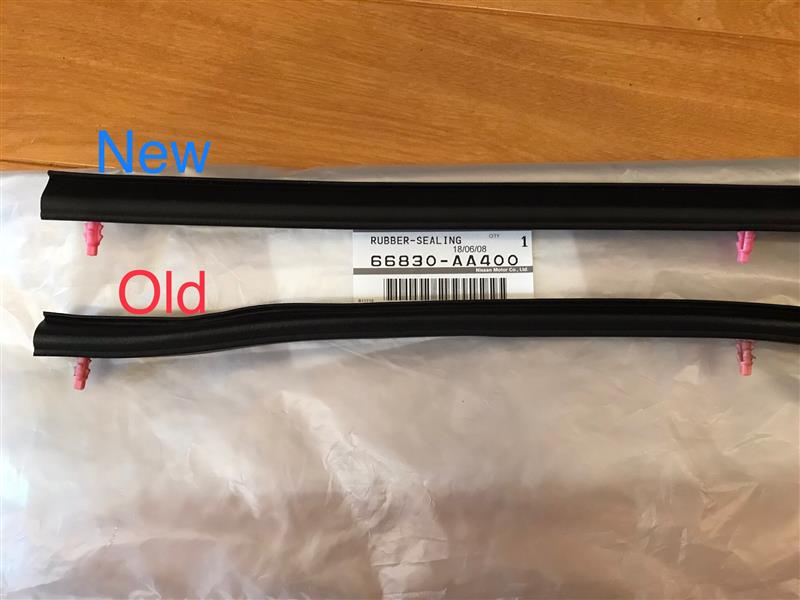 New
RUBBER-SEALING QTY 1
18/06/08
66830-AA400
Nissan Motor Co., Ltd.
Old